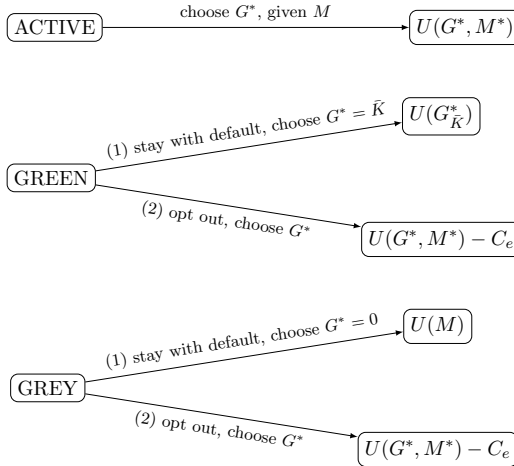 choose G*, given M
ACTIVE
U(G*, M*)
(1) stay with default, choose G* = K̄
U(G*_K̄)
GREEN
(2) opt out, choose G*
U(G*, M*) − C_e
(1) stay with default, choose G* = 0
U(M)
GREY
(2) opt out, choose G*
U(G*, M*) − C_e